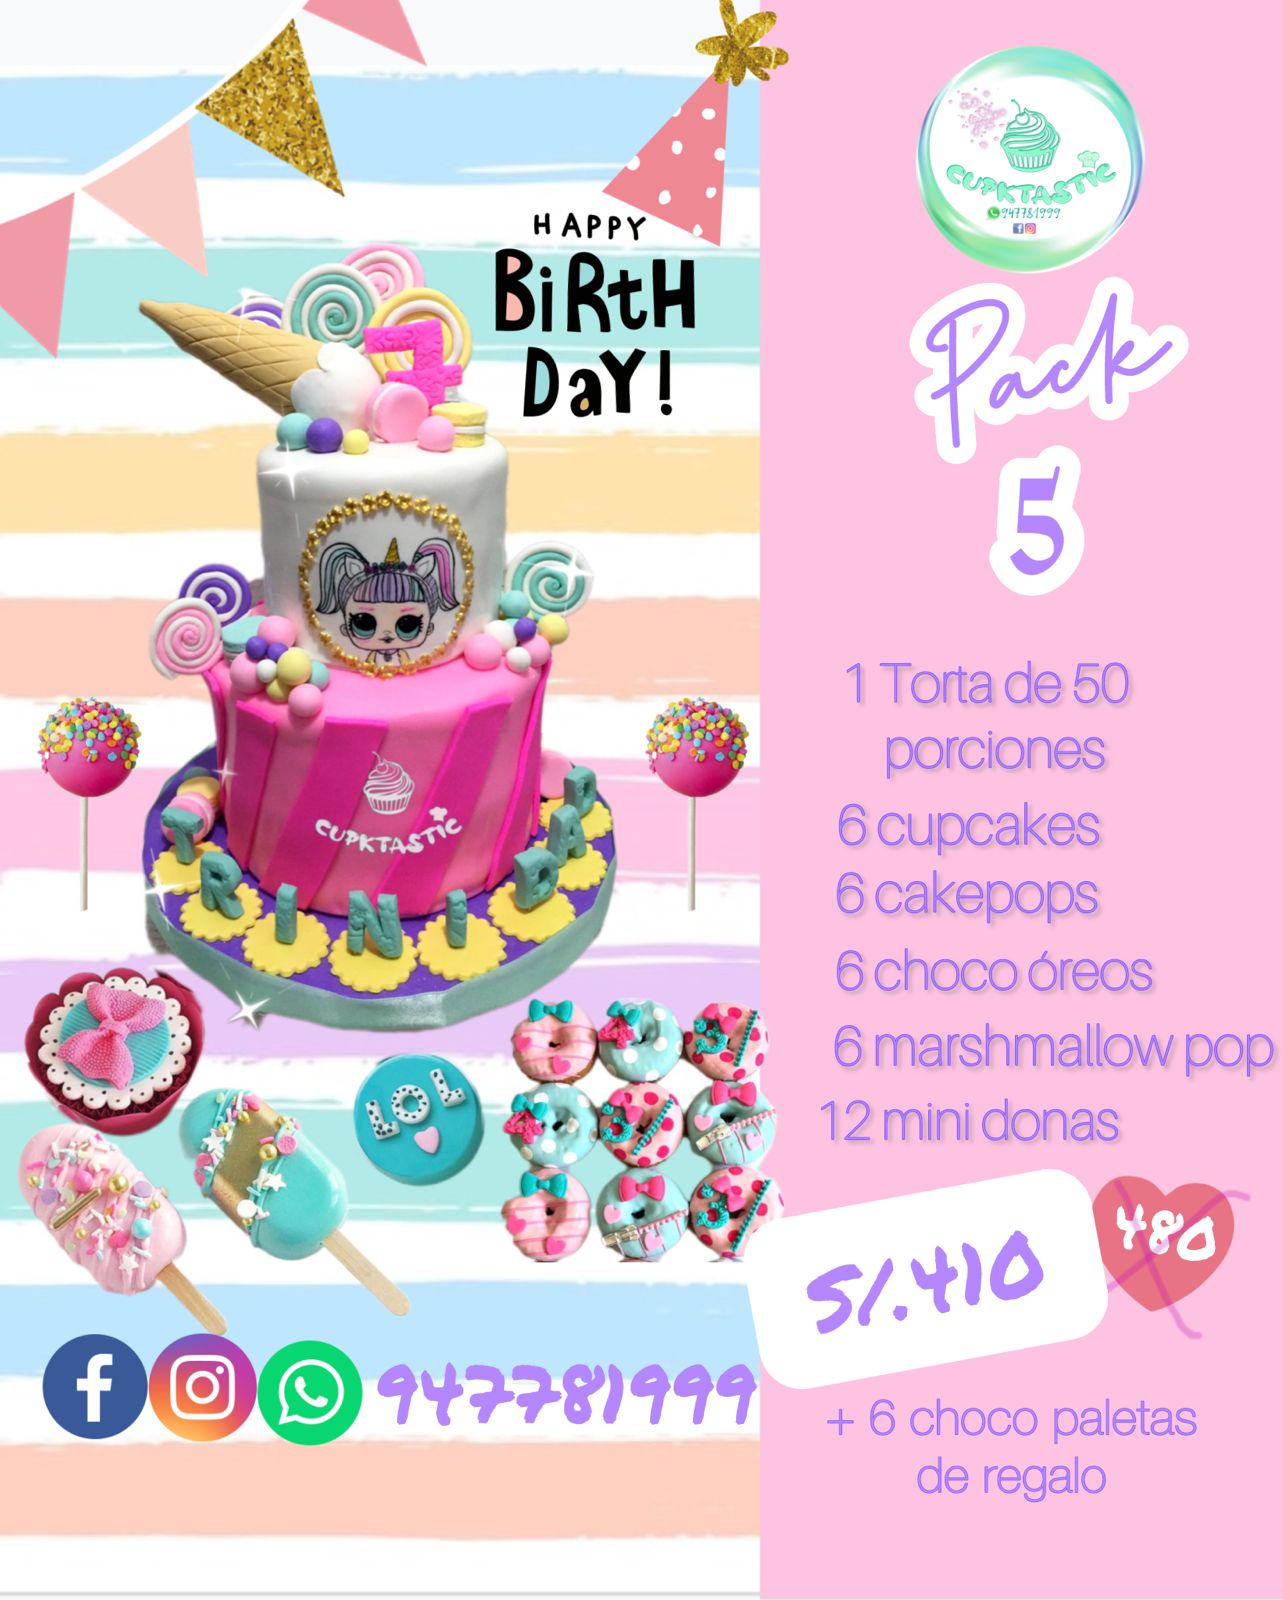 HAPPY
BiRtH
DaY!
7
CUPKTASTIC
TRINIDAD
LOL
947781999
CUPKTASTIC
947781999
Pack
5
1 Torta de 50
porciones
6 cupcakes
6 cakepops
6 choco óreos
6 marshmallow pop
12 mini donas
S/.410
480
+ 6 choco paletas
de regalo